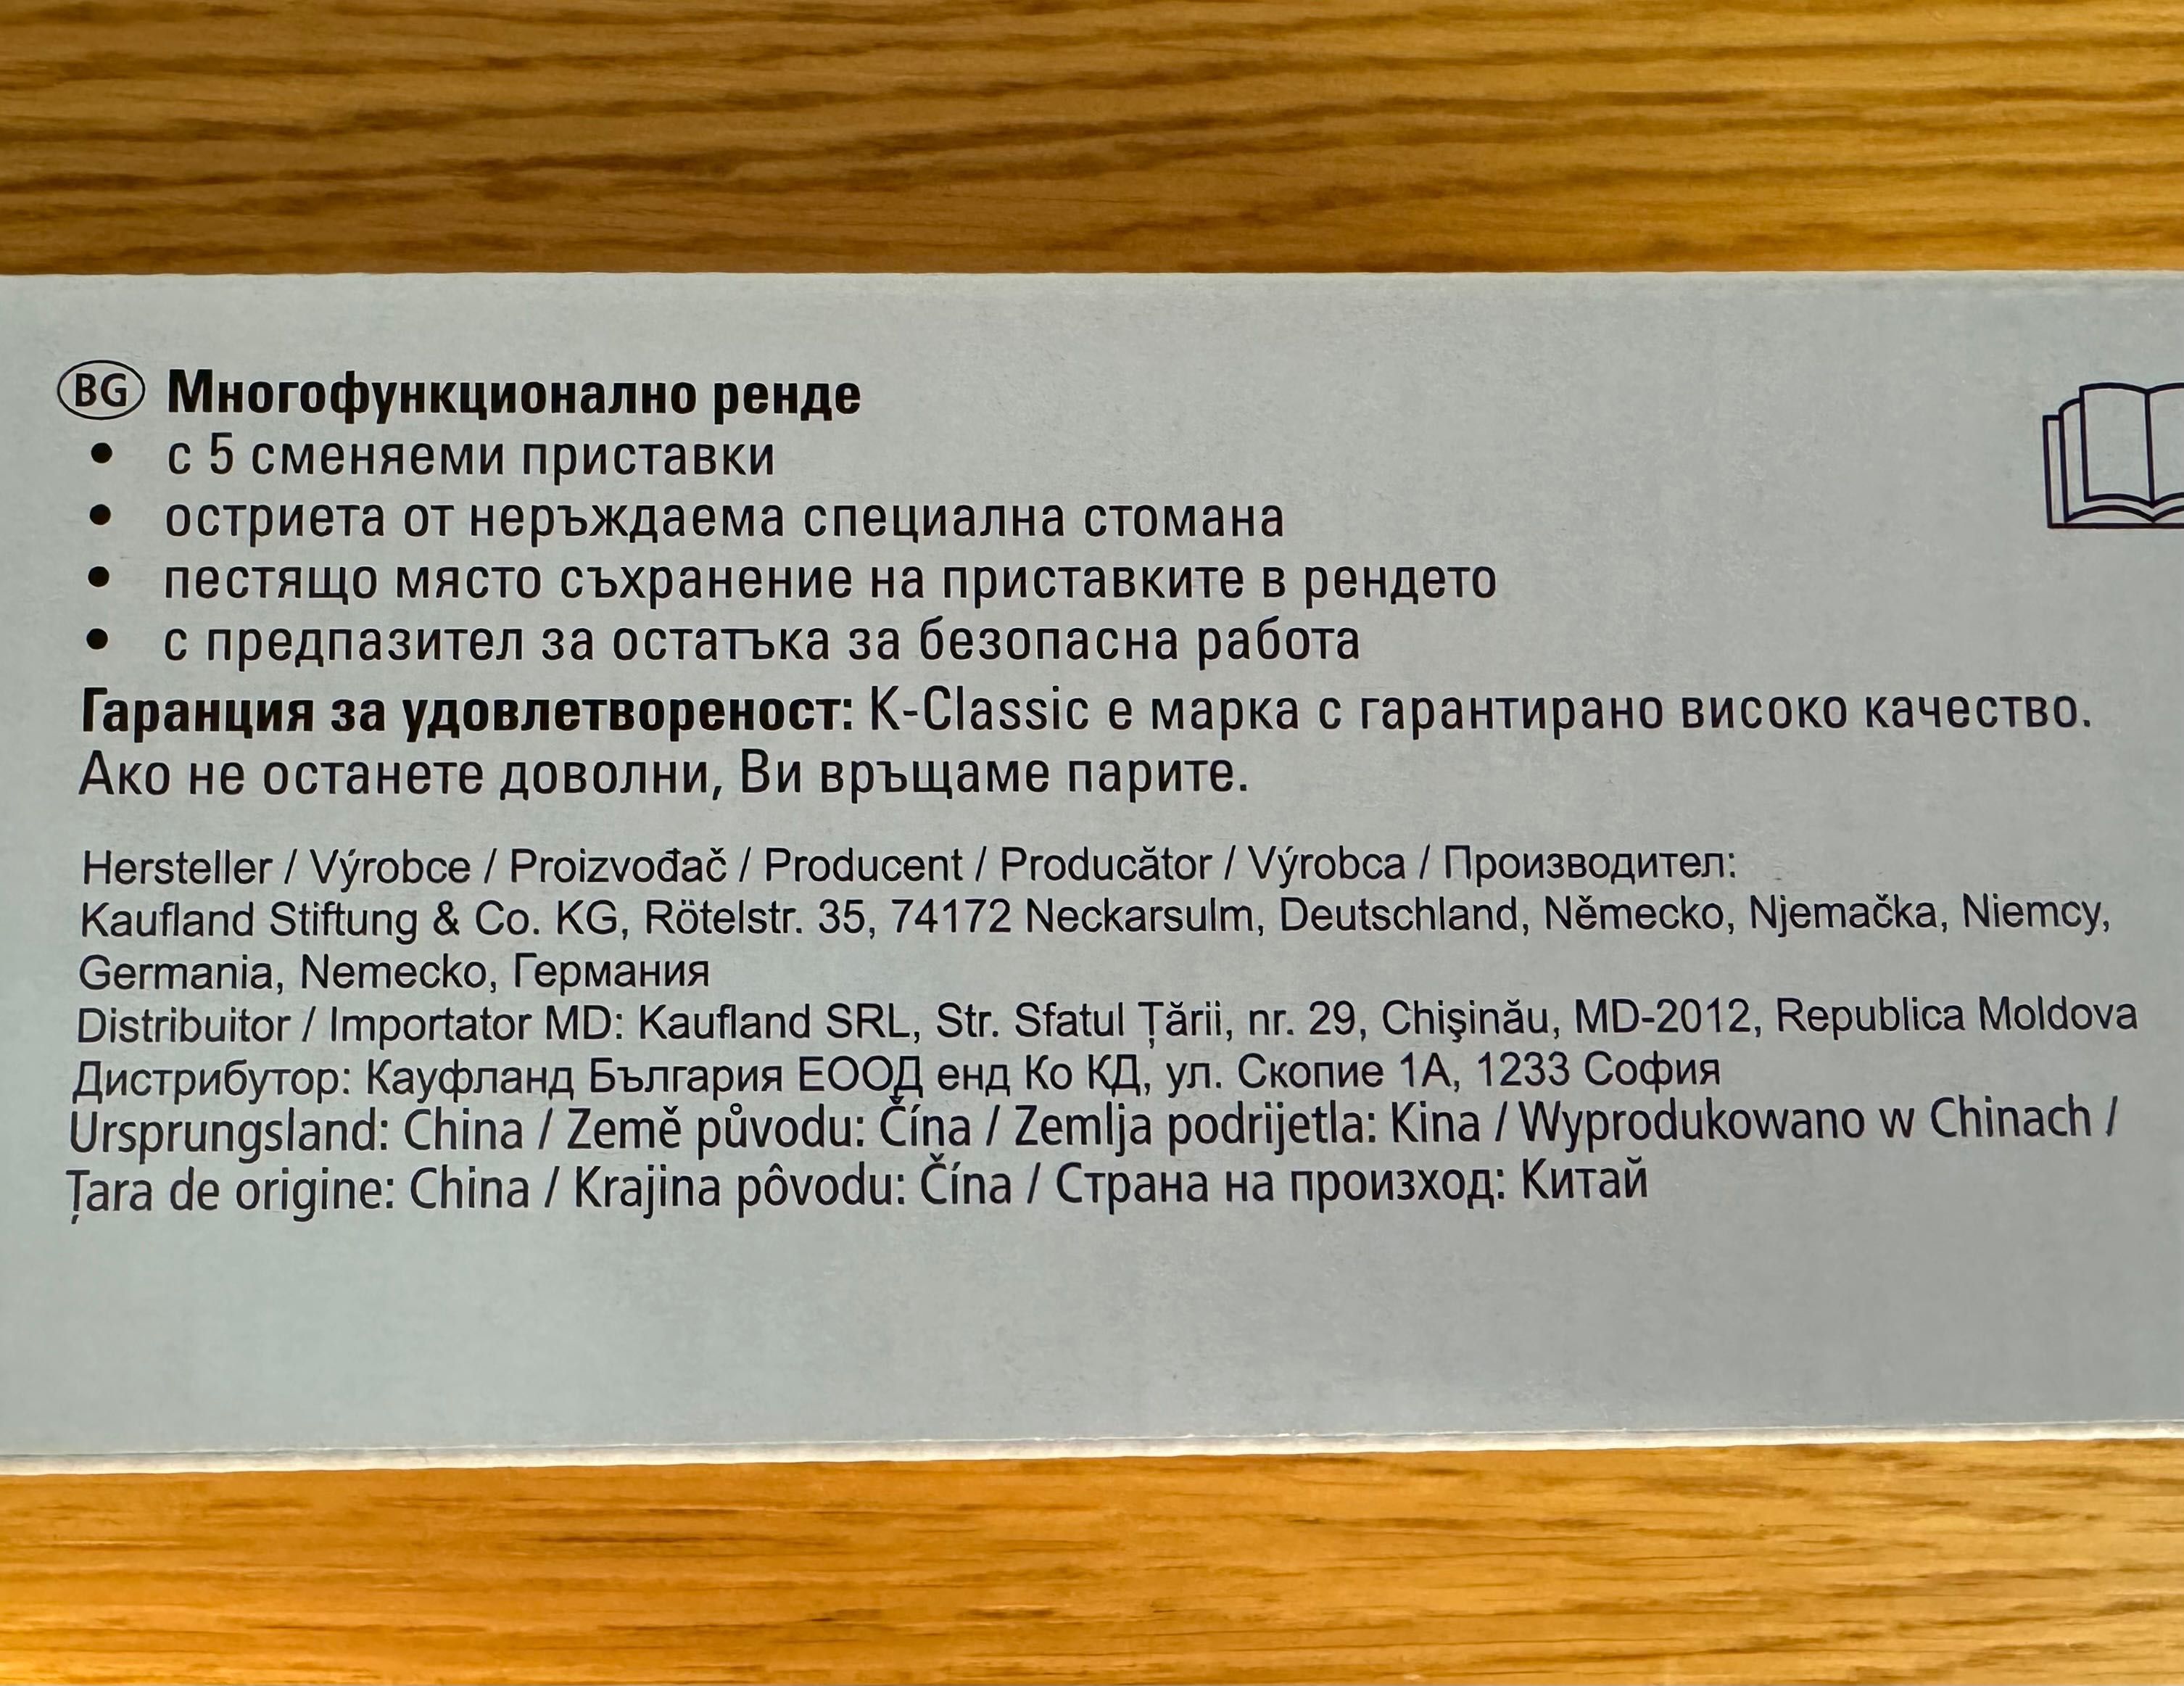 BG Многофункционално ренде
• с 5 сменяеми приставки
• остриета от неръждаема специална стомана
• пестящо място съхранение на приставките в рендето
• с предпазител за остатъка за безопасна работа
Гаранция за удовлетвореност: K-Classic е марка с гарантирано високо качество.
Ако не останете доволни, Ви връщаме парите.
Hersteller / Výrobce / Proizvođač / Producent / Producător / Výrobca / Производител:
Kaufland Stiftung & Co. KG, Rötelstr. 35, 74172 Neckarsulm, Deutschland, Německo, Njemačka, Niemcy,
Germania, Nemecko, Германия
Distribuitor / Importator MD: Kaufland SRL, Str. Sfatul Țării, nr. 29, Chişinău, MD-2012, Republica Moldova
Дистрибутор: Кауфланд България ЕООД енд Ко КД, ул. Скопие 1А, 1233 София
Ursprungsland: China / Země původu: Čína / Zemlja podrijetla: Kina / Wyprodukowano w Chinach /
Țara de origine: China / Krajina pôvodu: Čína / Страна на произход: Китай